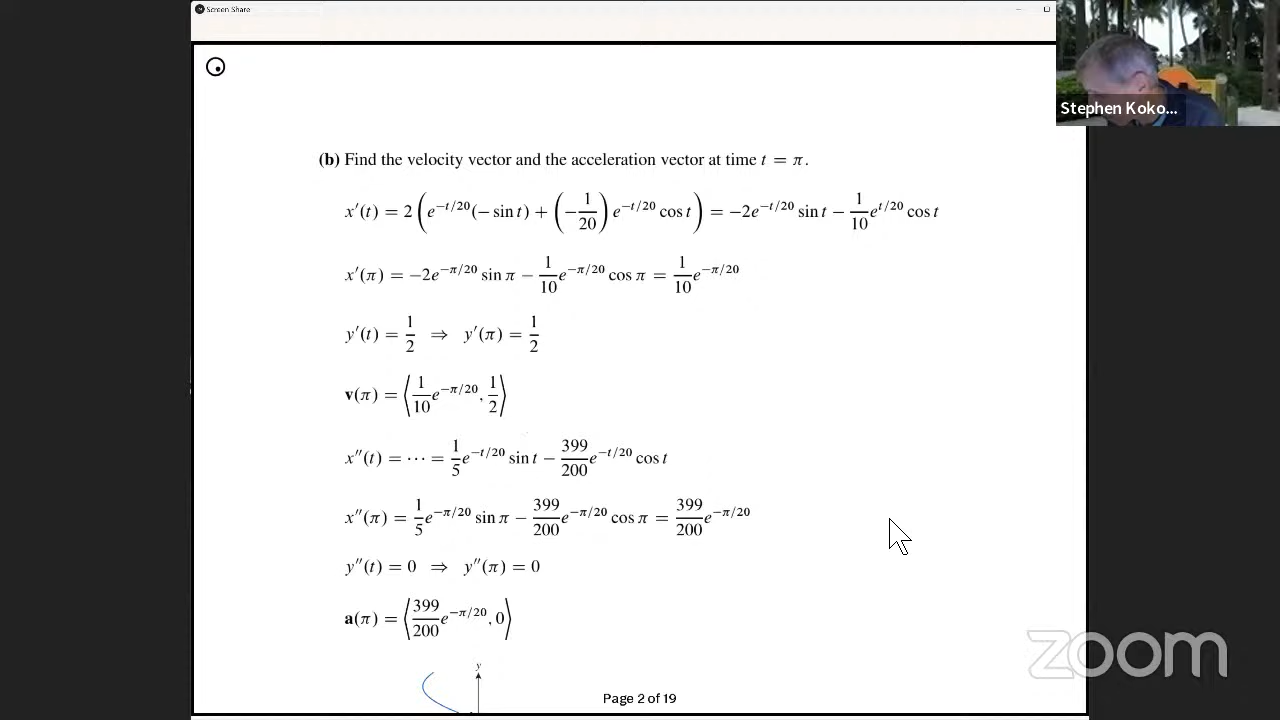 Screen Share
Stephen Koko...
(b) Find the velocity vector and the acceleration vector at time t = π.
x′(t) = 2 ( e^{−t/20}(− sin t) + (−1/20) e^{−t/20} cos t ) = −2e^{−t/20} sin t − 1/10 e^{t/20} cos t
x′(π) = −2e^{−π/20} sin π − 1/10 e^{−π/20} cos π = 1/10 e^{−π/20}
y′(t) = 1/2 ⇒ y′(π) = 1/2
v(π) = ⟨ 1/10 e^{−π/20}, 1/2 ⟩
x″(t) = ⋯ = 1/5 e^{−t/20} sin t − 399/200 e^{−t/20} cos t
x″(π) = 1/5 e^{−π/20} sin π − 399/200 e^{−π/20} cos π = 399/200 e^{−π/20}
y″(t) = 0 ⇒ y″(π) = 0
a(π) = ⟨ 399/200 e^{−π/20}, 0 ⟩
y
Page 2 of 19
zoom